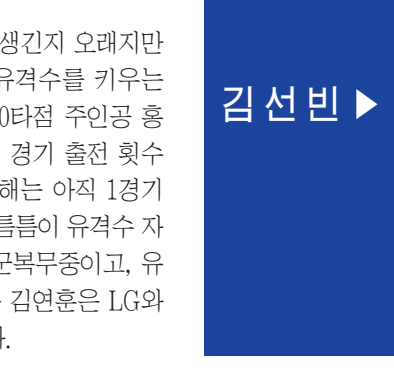 생긴지 오래지만
유격수를 키우는
0타점 주인공 홍
경기 출전 횟수
해는 아직 1경기
틈틈이 유격수 자
군복무중이고, 유
김연훈은 LG와
김선빈▶